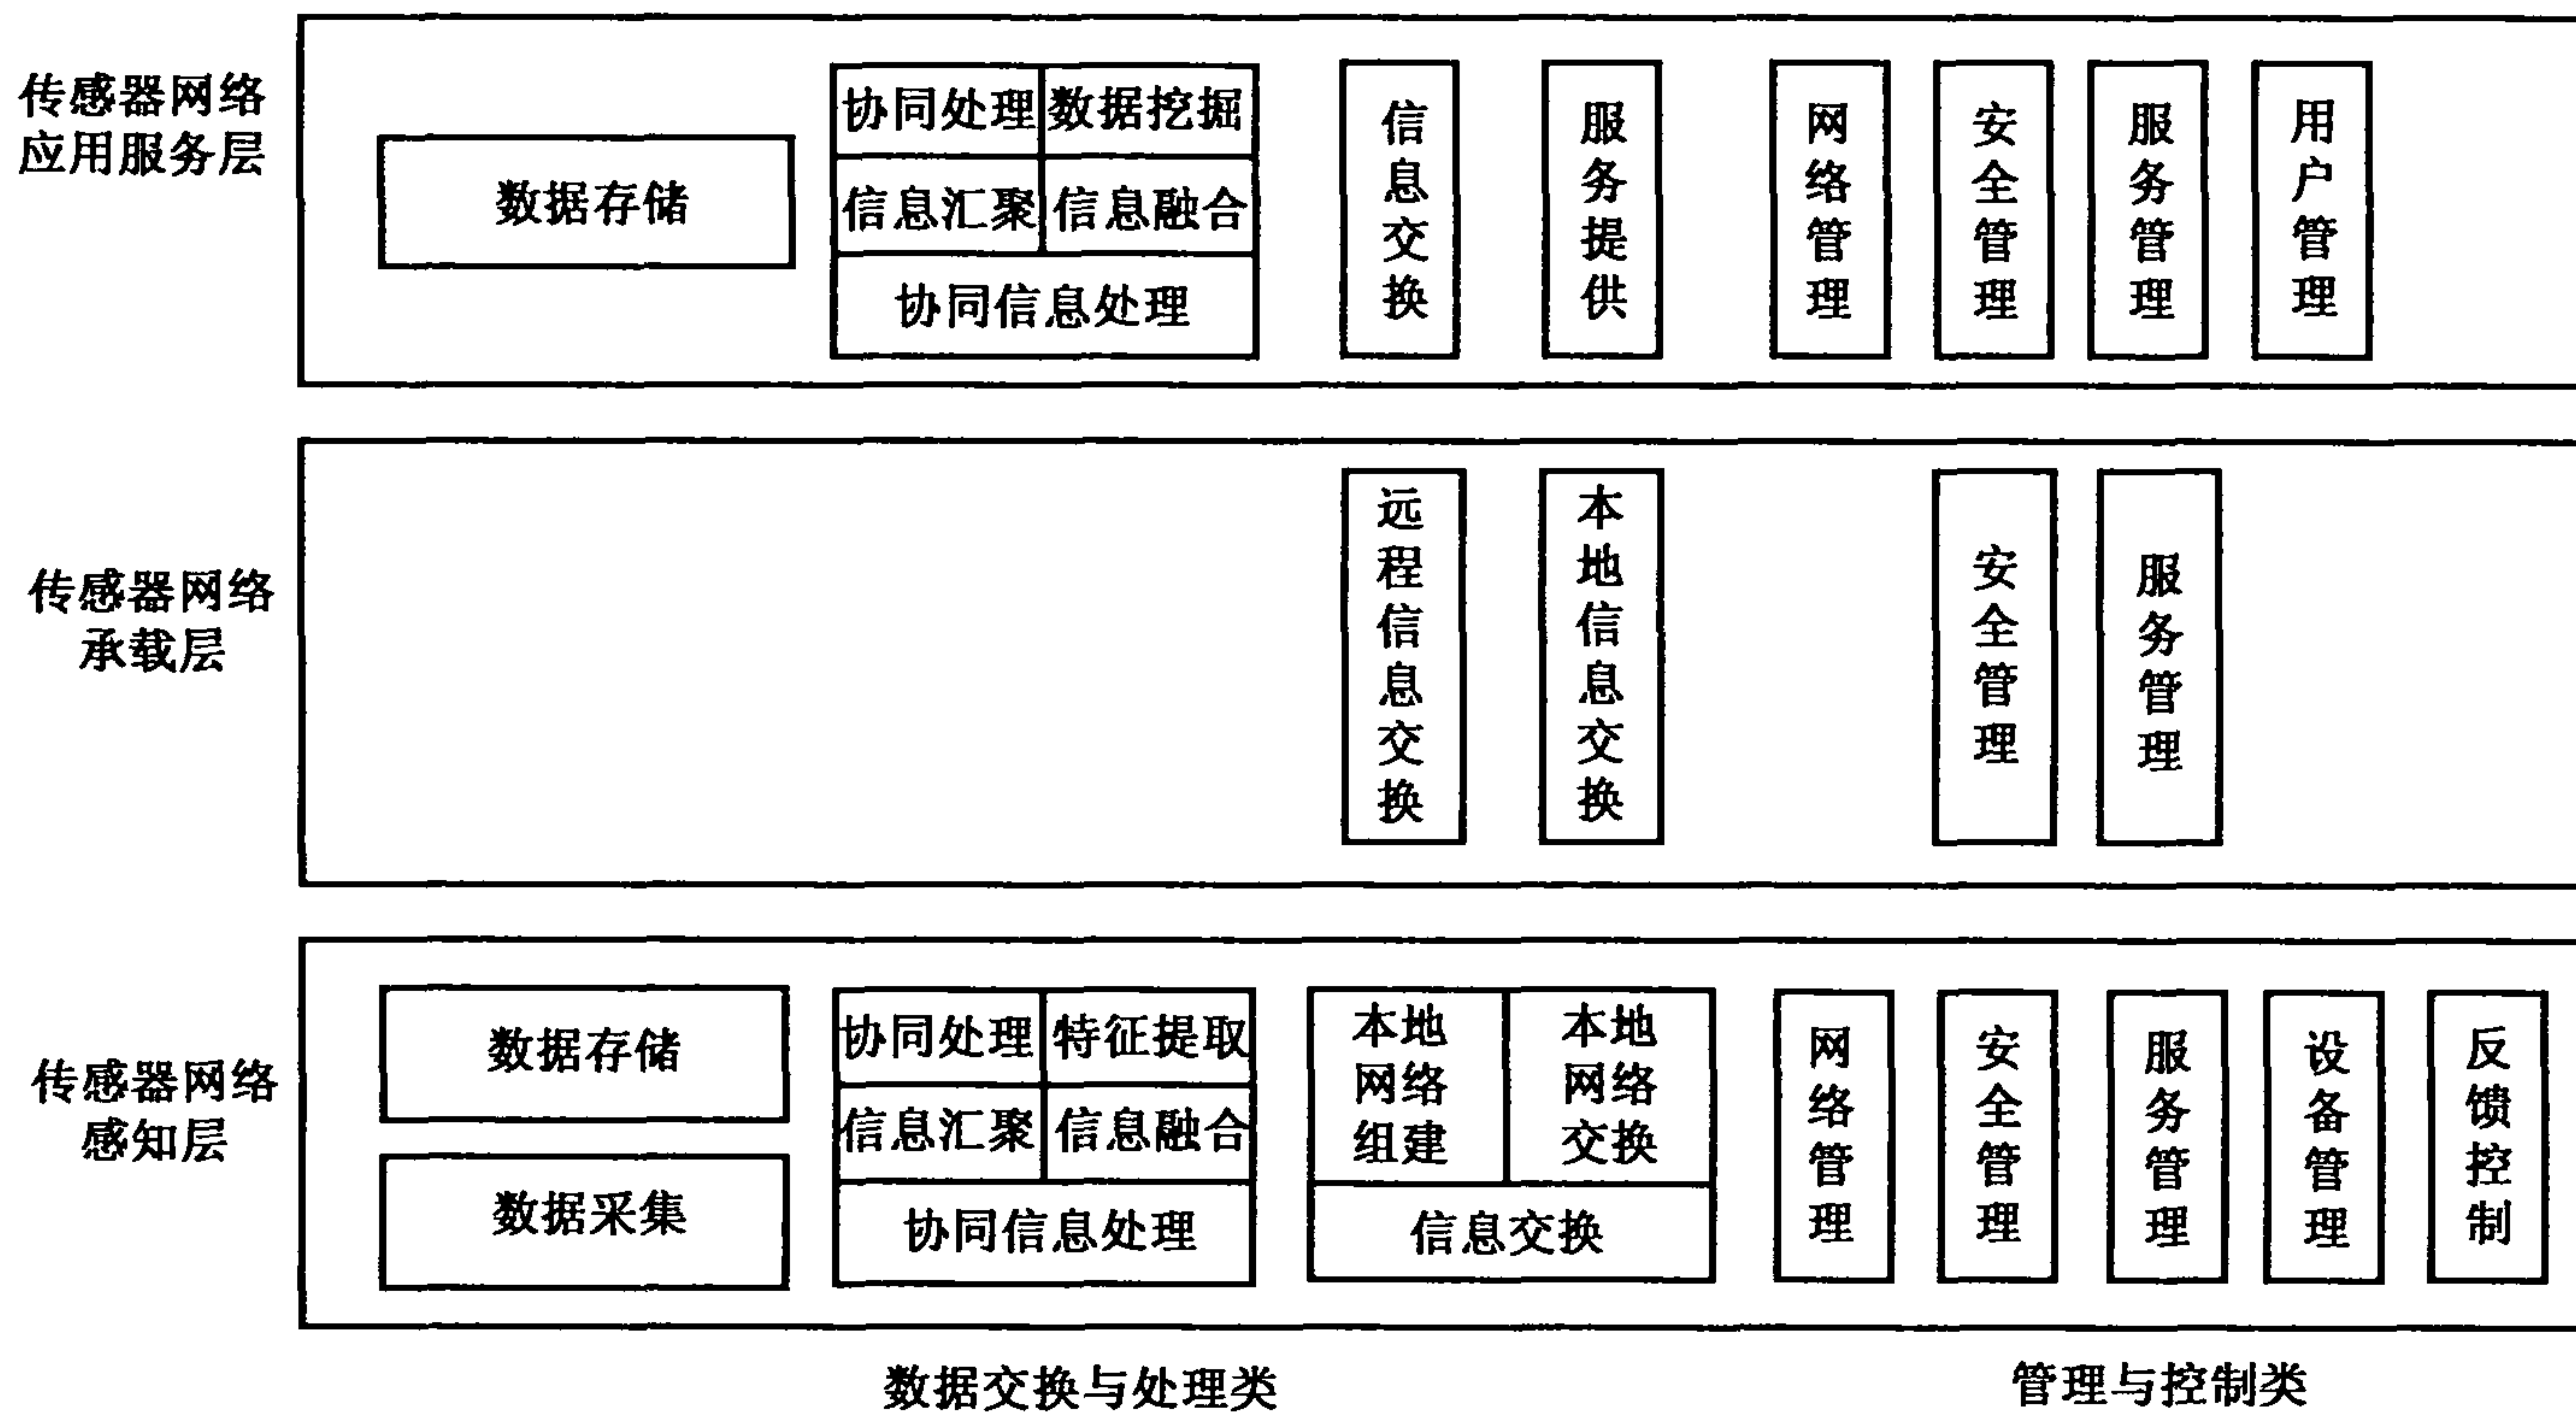 传感器网络
应用服务层
数据存储
协同处理
数据挖掘
信息汇聚
信息融合
协同信息处理
信息交换
服务提供
网络管理
安全管理
服务管理
用户管理
传感器网络
承载层
远程信息交换
本地信息交换
安全管理
服务管理
传感器网络
感知层
数据存储
数据采集
协同处理
特征提取
信息汇聚
信息融合
协同信息处理
本地
网络
组建
本地
网络
交换
信息交换
网络管理
安全管理
服务管理
设备管理
反馈控制
数据交换与处理类
管理与控制类